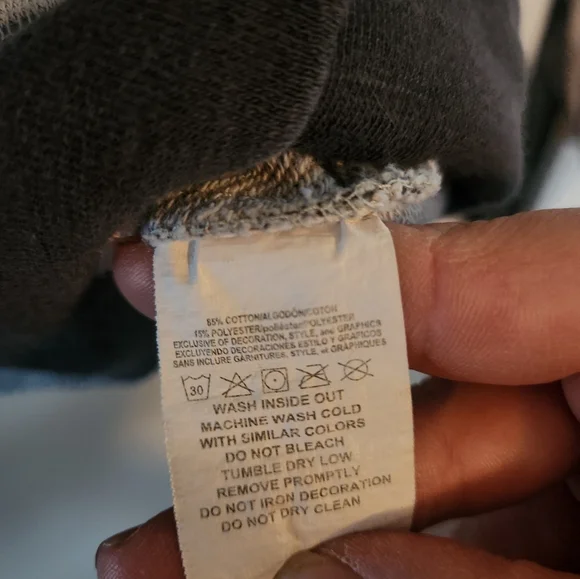 85% COTTON/ALGODÓN/COTON
15% POLYESTER/poliéster/POLYESTER
EXCLUSIVE OF DECORATION, STYLE, and GRAPHICS
EXCLUYENDO DECORACIONES ESTILO Y GRAFICOS
SANS INCLURE GARNITURES, STYLE, et GRAPHIQUES
30
WASH INSIDE OUT
MACHINE WASH COLD
WITH SIMILAR COLORS
DO NOT BLEACH
TUMBLE DRY LOW
REMOVE PROMPTLY
DO NOT IRON DECORATION
DO NOT DRY CLEAN